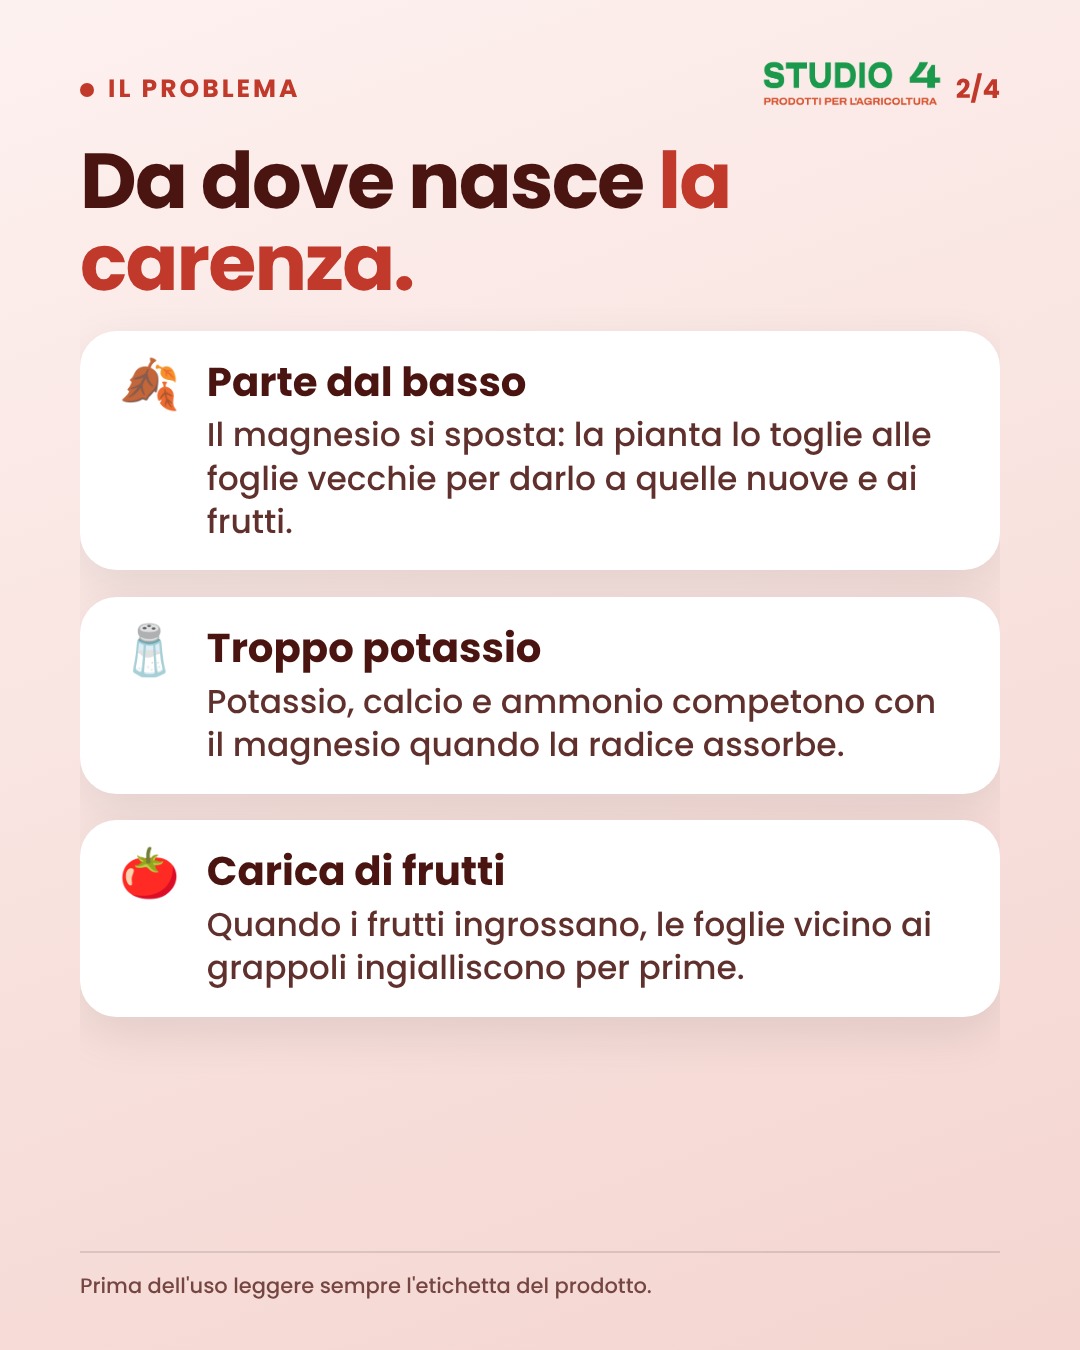 IL PROBLEMA
STUDIO 4
PRODOTTI PER L'AGRICOLTURA
2/4
Da dove nasce la
carenza.
Parte dal basso
Il magnesio si sposta: la pianta lo toglie alle
foglie vecchie per darlo a quelle nuove e ai
frutti.
Troppo potassio
Potassio, calcio e ammonio competono con
il magnesio quando la radice assorbe.
Carica di frutti
Quando i frutti ingrossano, le foglie vicino ai
grappoli ingialliscono per prime.
Prima dell'uso leggere sempre l'etichetta del prodotto.